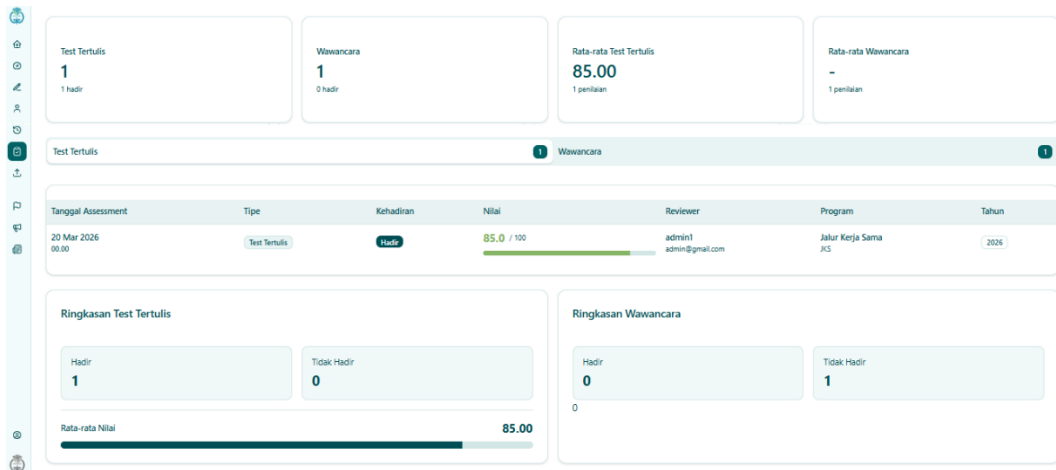 Test Tertulis
1
1 hadir
Wawancara
1
0 hadir
Rata-rata Test Tertulis
85.00
1 penilaian
Rata-rata Wawancara
-
1 penilaian
Test Tertulis 1
Wawancara 1
Tanggal Assessment Tipe Kehadiran Nilai Reviewer Program Tahun
20 Mar 2026 Test Tertulis Hadir 85.0 / 100 admin1 Jalur Kerja Sama 2026
00.00 admin@gmail.com JKS
Ringkasan Test Tertulis
Hadir
1
Tidak Hadir
0
Rata-rata Nilai 85.00
Ringkasan Wawancara
Hadir
0
Tidak Hadir
1
0